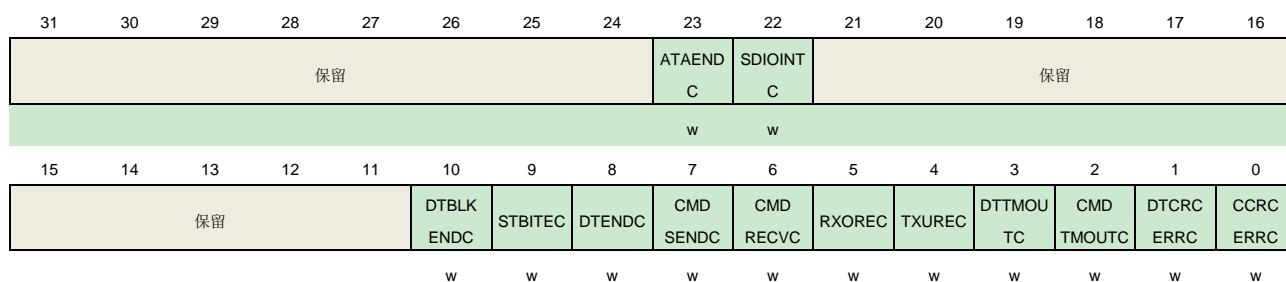 31 30 29 28 27 26 25 24 23 22 21 20 19 18 17 16
保留 ATAEND C SDIOINT C 保留
w w
15 14 13 12 11 10 9 8 7 6 5 4 3 2 1 0
保留 DTBLK ENDC STBITEC DTENDC CMD SENDC CMD RECVC RXOREC TXUREC DTTMOU TC CMD TMOUTC DTCRC ERRC CCRC ERRC
w w w w w w w w w w w